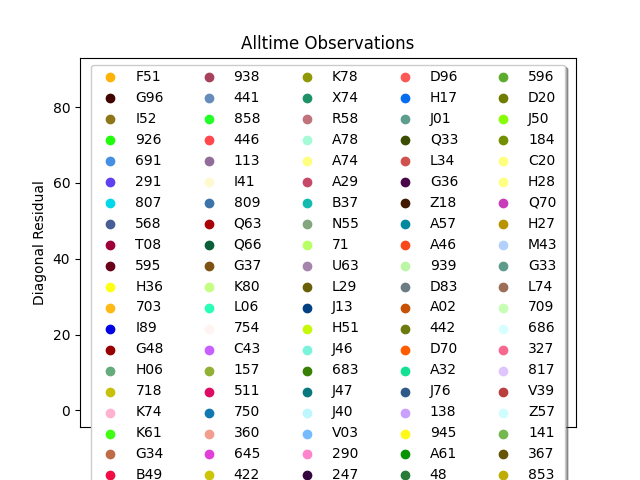 Alltime Observations
F51 938 K78 D96 596
G96 441 X74 H17 D20
I52 858 R58 J01 J50
926 446 A78 Q33 184
691 113 A74 L34 C20
291 I41 A29 G36 H28
807 809 B37 Z18 Q70
568 Q63 N55 A57 H27
T08 Q66 71 A46 M43
595 G37 U63 939 G33
H36 K80 L29 D83 L74
703 L06 J13 A02 709
I89 754 H51 442 686
G48 C43 J46 D70 327
H06 157 683 A32 817
718 511 J47 J76 V39
K74 750 J40 138 Z57
K61 360 V03 945 141
G34 645 290 A61 367
B49 422 247 48 853
Diagonal Residual
80
60
40
20
0